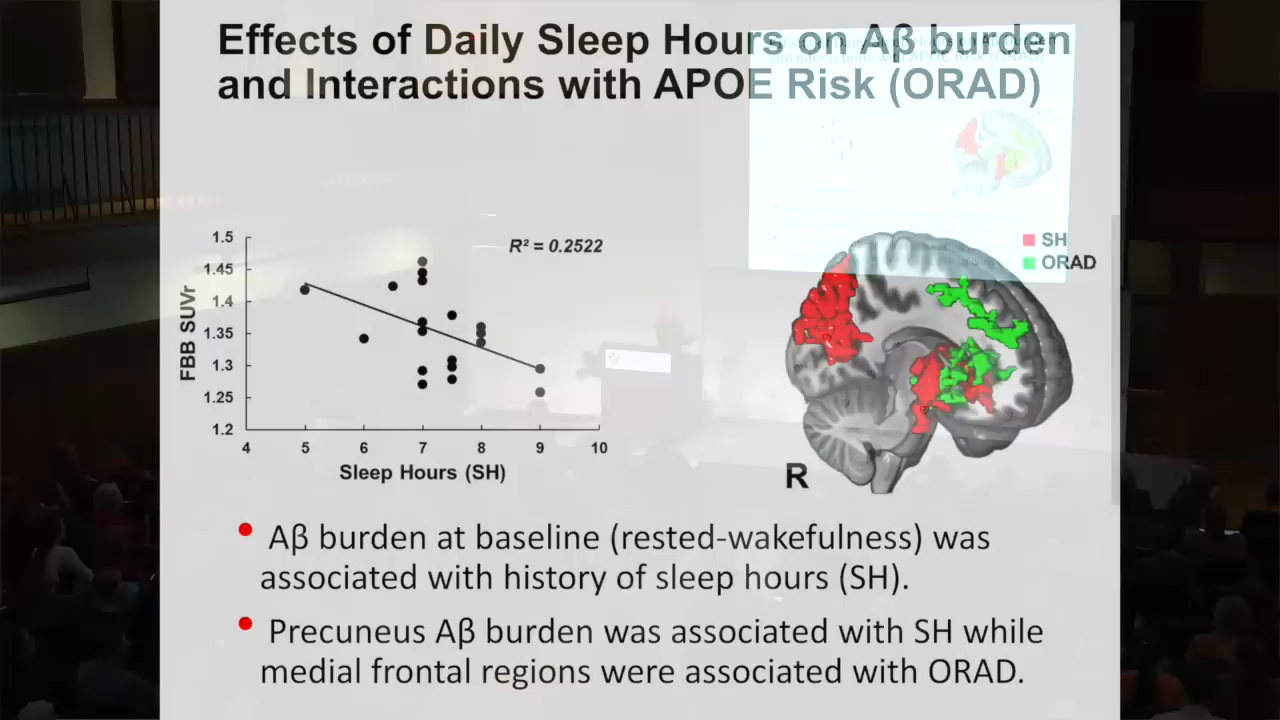 Effects of Daily Sleep Hours on Aβ burden
and Interactions with APOE Risk (ORAD)
R² = 0.2522
FBB SUVr
1.5
1.45
1.4
1.35
1.3
1.25
1.2
4 5 6 7 8 9 10
Sleep Hours (SH)
SH
ORAD
R
• Aβ burden at baseline (rested-wakefulness) was
associated with history of sleep hours (SH).
• Precuneus Aβ burden was associated with SH while
medial frontal regions were associated with ORAD.